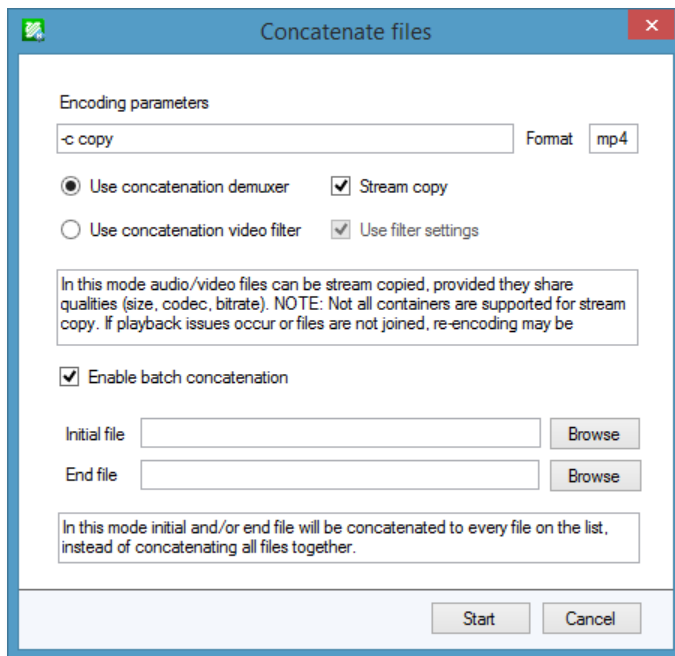 Concatenate files
Encoding parameters
-c copy
Format
mp4
Use concatenation demuxer
Stream copy
Use concatenation video filter
Use filter settings
In this mode audio/video files can be stream copied, provided they share
qualities (size, codec, bitrate). NOTE: Not all containers are supported for stream
copy. If playback issues occur or files are not joined, re-encoding may be
Enable batch concatenation
Initial file
Browse
End file
Browse
In this mode initial and/or end file will be concatenated to every file on the list,
instead of concatenating all files together.
Start
Cancel